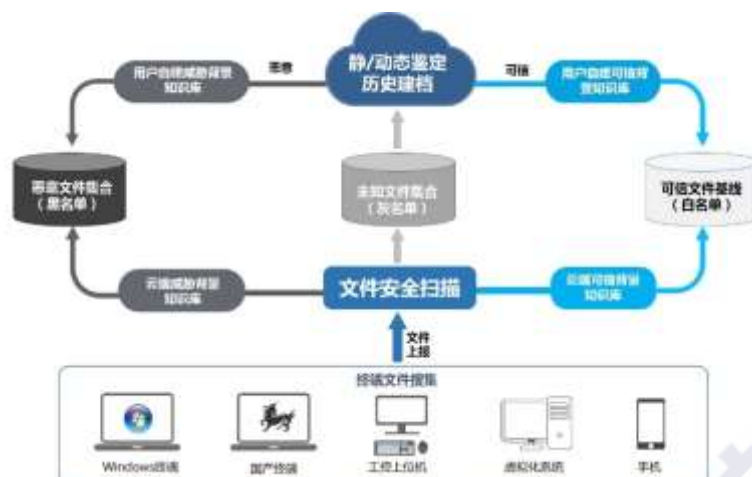 静/动态鉴定
历史建档
恶意
可信
用户自建威胁背景
知识库
用户自建可信背
景知识库
恶意文件集合
（黑名单）
未知文件集合
（灰名单）
可信文件基线
（白名单）
云端威胁背景
知识库
文件安全扫描
云端可信背景
知识库
文件
上报
终端文件搜集
Windows终端
国产终端
工控上位机
虚拟化系统
手机